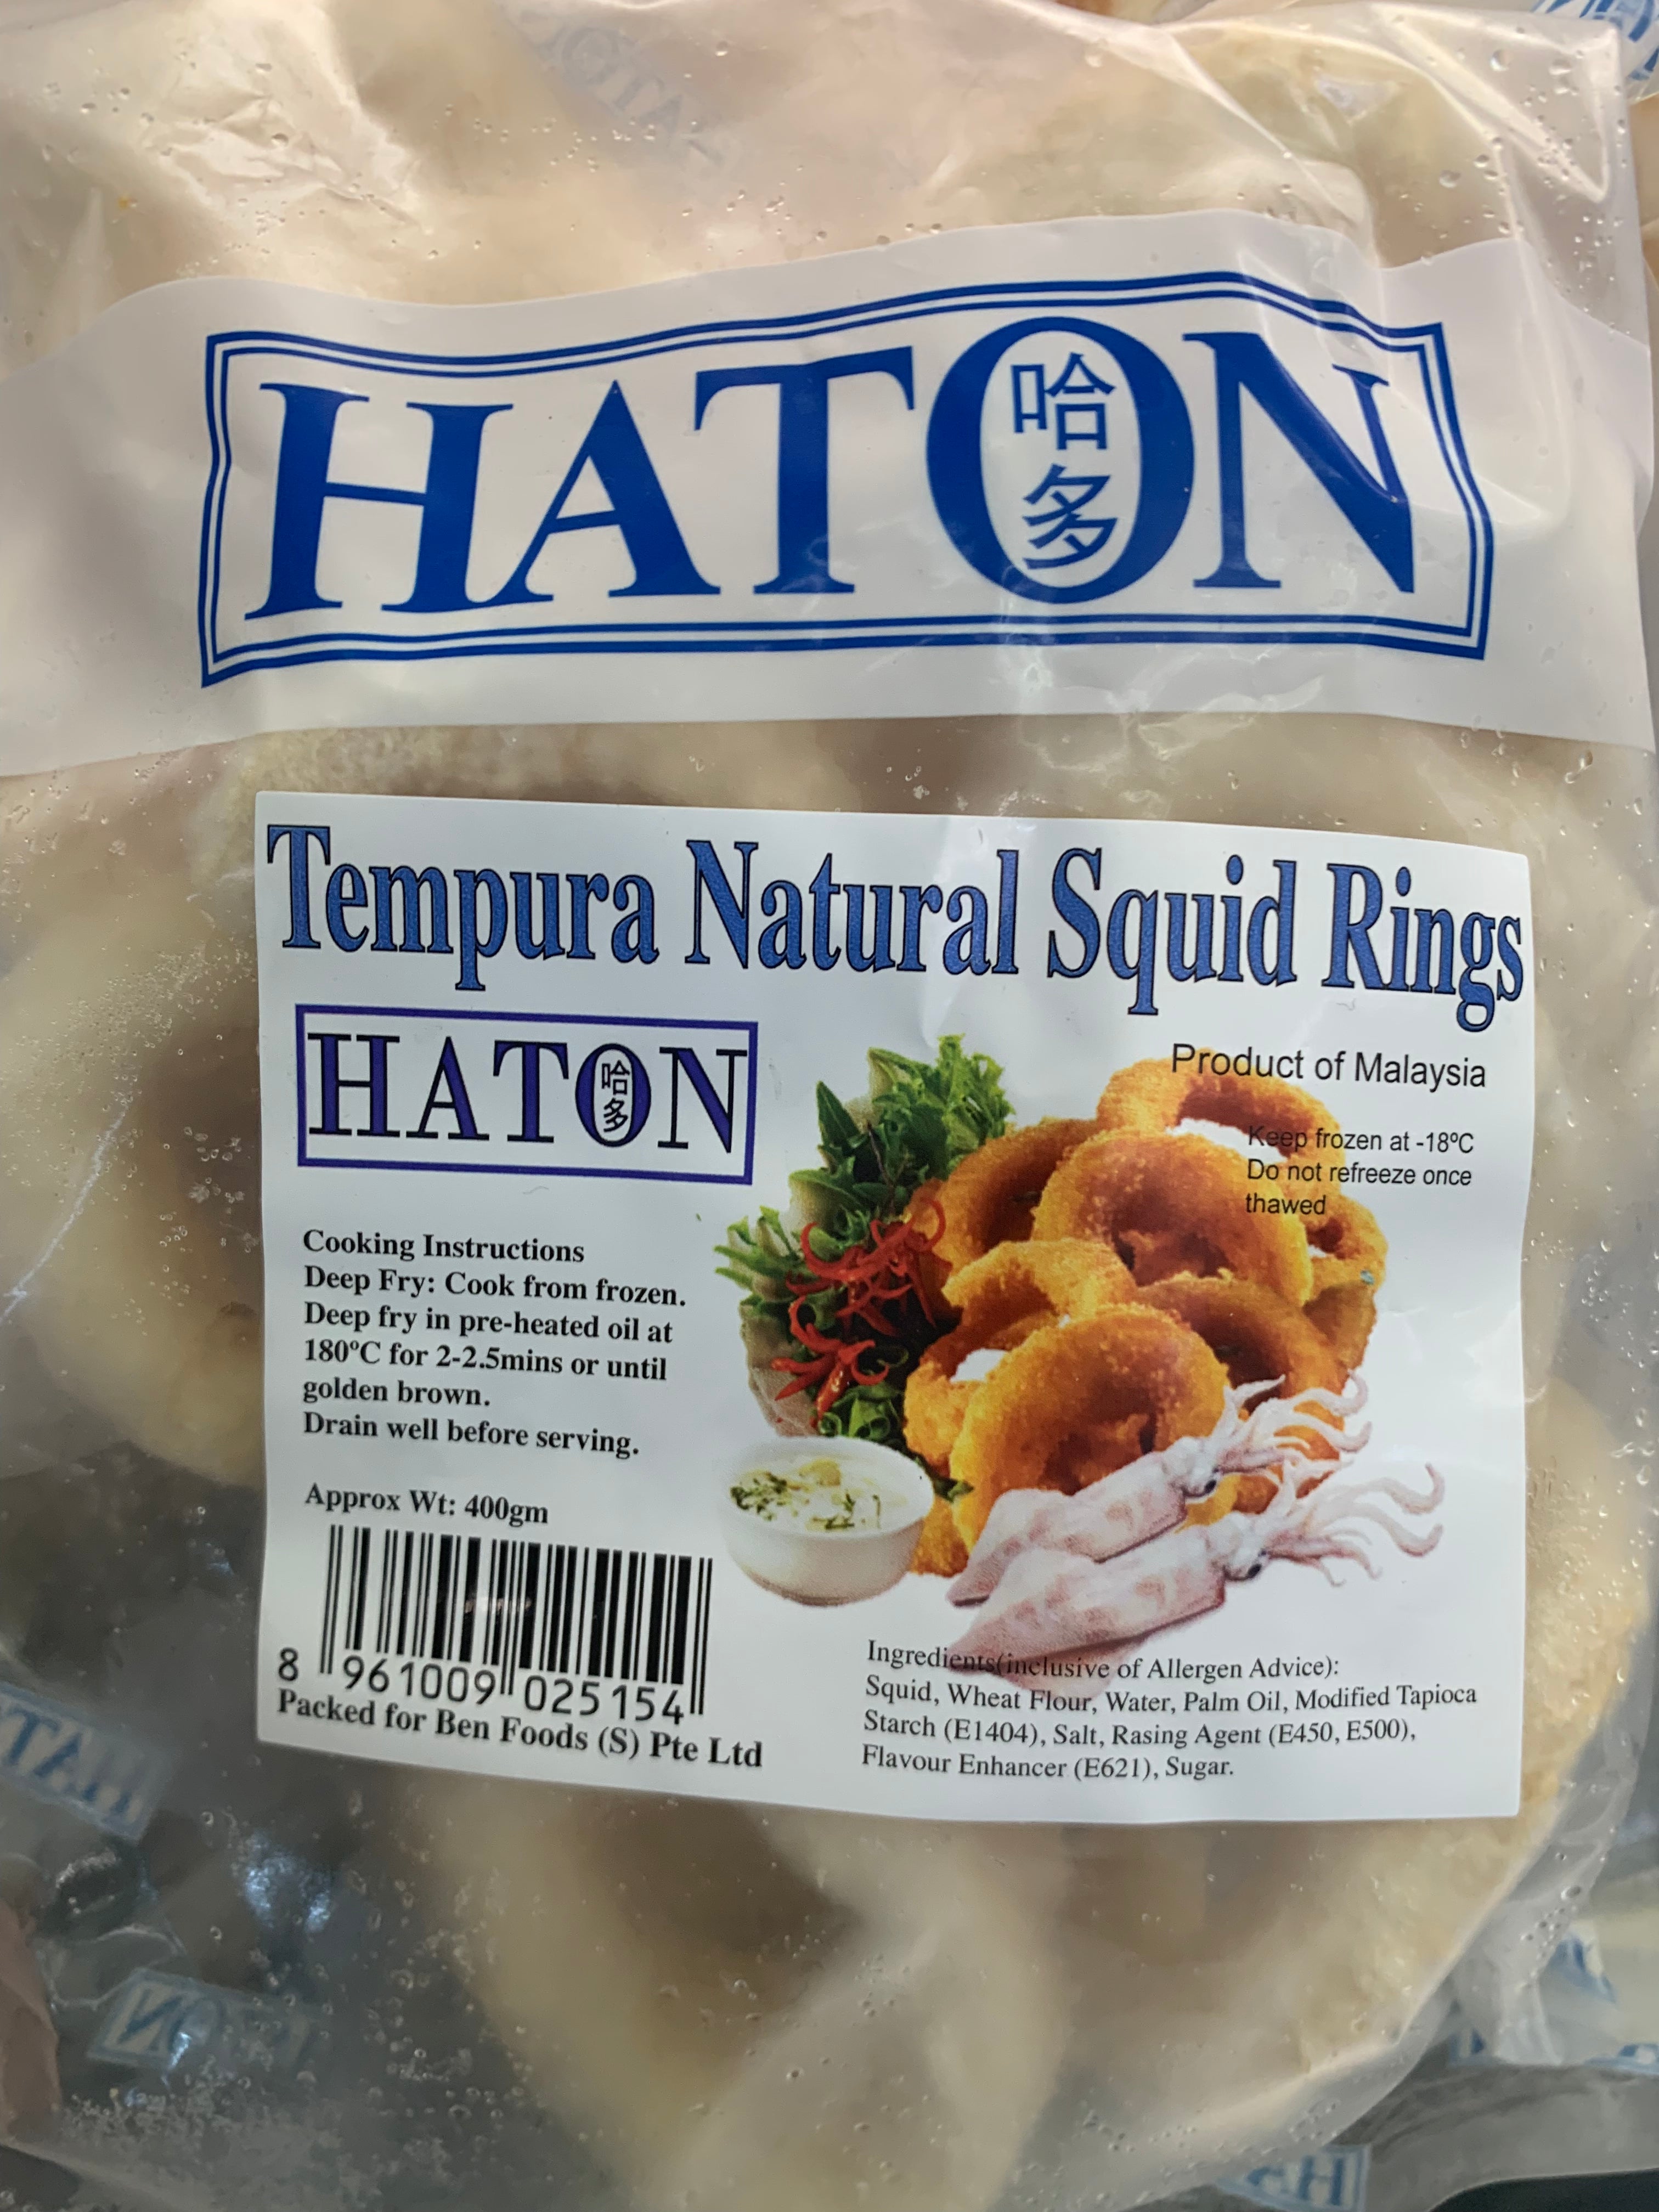 HATON
哈多
Tempura Natural Squid Rings
HATON
哈多
Product of Malaysia
Keep frozen at -18ºC
Do not refreeze once
thawed
Cooking Instructions
Deep Fry: Cook from frozen.
Deep fry in pre-heated oil at
180ºC for 2-2.5mins or until
golden brown.
Drain well before serving.
Approx Wt: 400gm
8 961009 025154
Packed for Ben Foods (S) Pte Ltd
Ingredients(inclusive of Allergen Advice):
Squid, Wheat Flour, Water, Palm Oil, Modified Tapioca
Starch (E1404), Salt, Rasing Agent (E450, E500),
Flavour Enhancer (E621), Sugar.